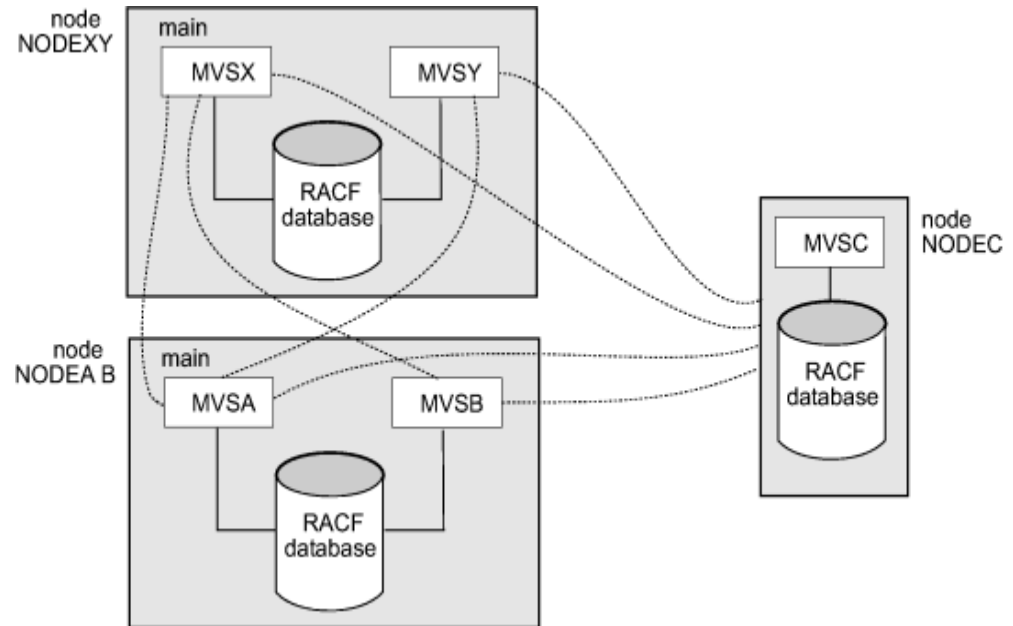 node
NODEXY
main
MVSX
MVSY
RACF
database
node
NODEC
MVSC
RACF
database
node
NODEA B
main
MVSA
MVSB
RACF
database